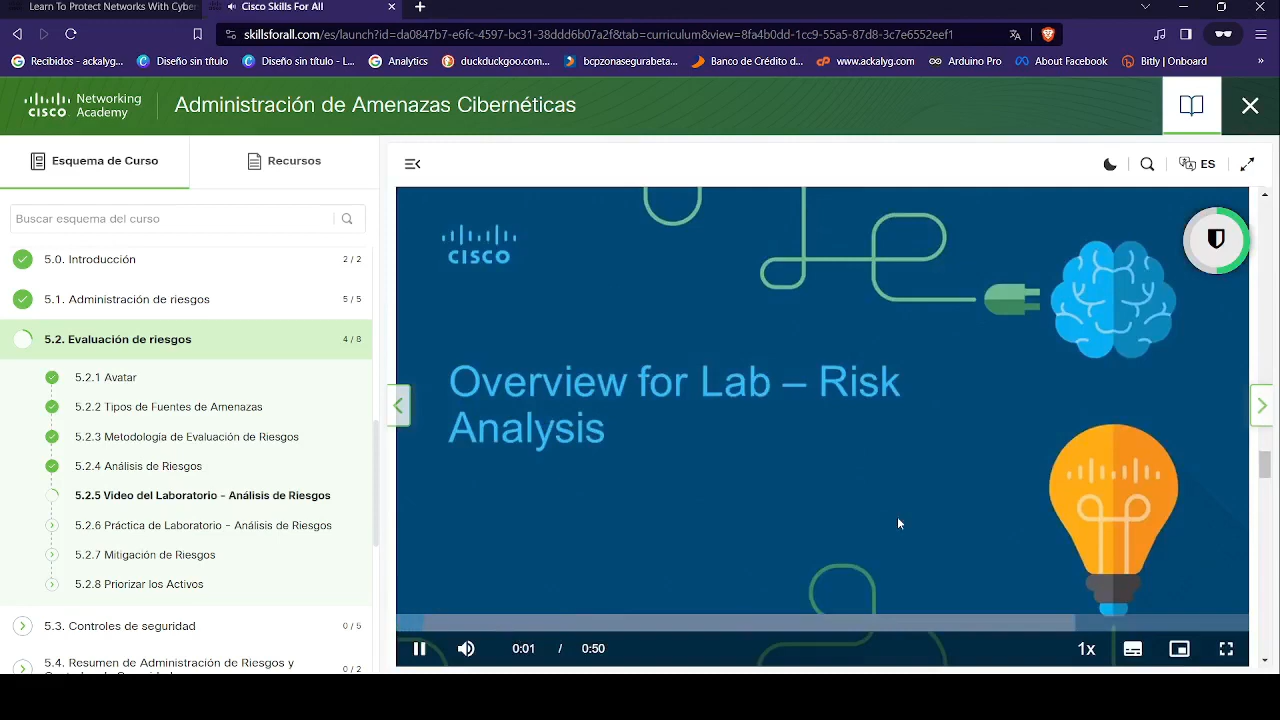 Learn To Protect Networks With Cyber
Cisco Skills For All
skillsforall.com/es/launch?id=da0847b7-e6fc-4597-bc31-38ddd6b07a2f&tab=curriculum&view=8fa4b0dd-1cc9-55a5-87d8-3c7e6552eef1
Recibidos - ackalyg...
Diseño sin título
Diseño sin título - L...
Analytics
duckduckgoo.com...
bcpzonasegurabeta...
Banco de Crédito d...
www.ackalyg.com
Arduino Pro
About Facebook
Bitly | Onboard
»
CISCO
Networking
Academy
Administración de Amenazas Cibernéticas
Esquema de Curso
Recursos
ES
Buscar esquema del curso
5.0. Introducción 2 / 2
5.1. Administración de riesgos 5 / 5
5.2. Evaluación de riesgos 4 / 8
5.2.1 Avatar
5.2.2 Tipos de Fuentes de Amenazas
5.2.3 Metodología de Evaluación de Riesgos
5.2.4 Análisis de Riesgos
5.2.5 Video del Laboratorio - Análisis de Riesgos
5.2.6 Práctica de Laboratorio - Análisis de Riesgos
5.2.7 Mitigación de Riesgos
5.2.8 Priorizar los Activos
5.3. Controles de seguridad 0 / 5
5.4. Resumen de Administración de Riesgos y 0 / 2
CISCO
Overview for Lab – Risk
Analysis
0:01 / 0:50
1x